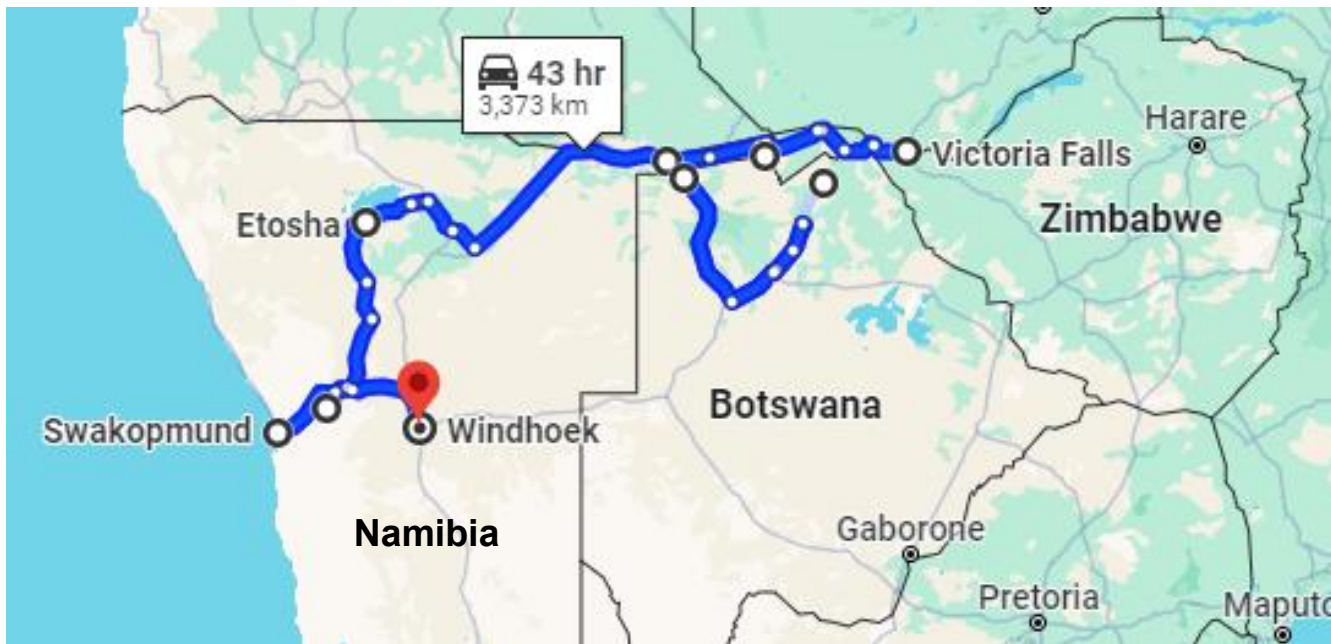 43 hr
3,373 km
Harare
Victoria Falls
Etosha
Zimbabwe
Botswana
Swakopmund
Windhoek
Namibia
Gaborone
Pretoria
Maputo